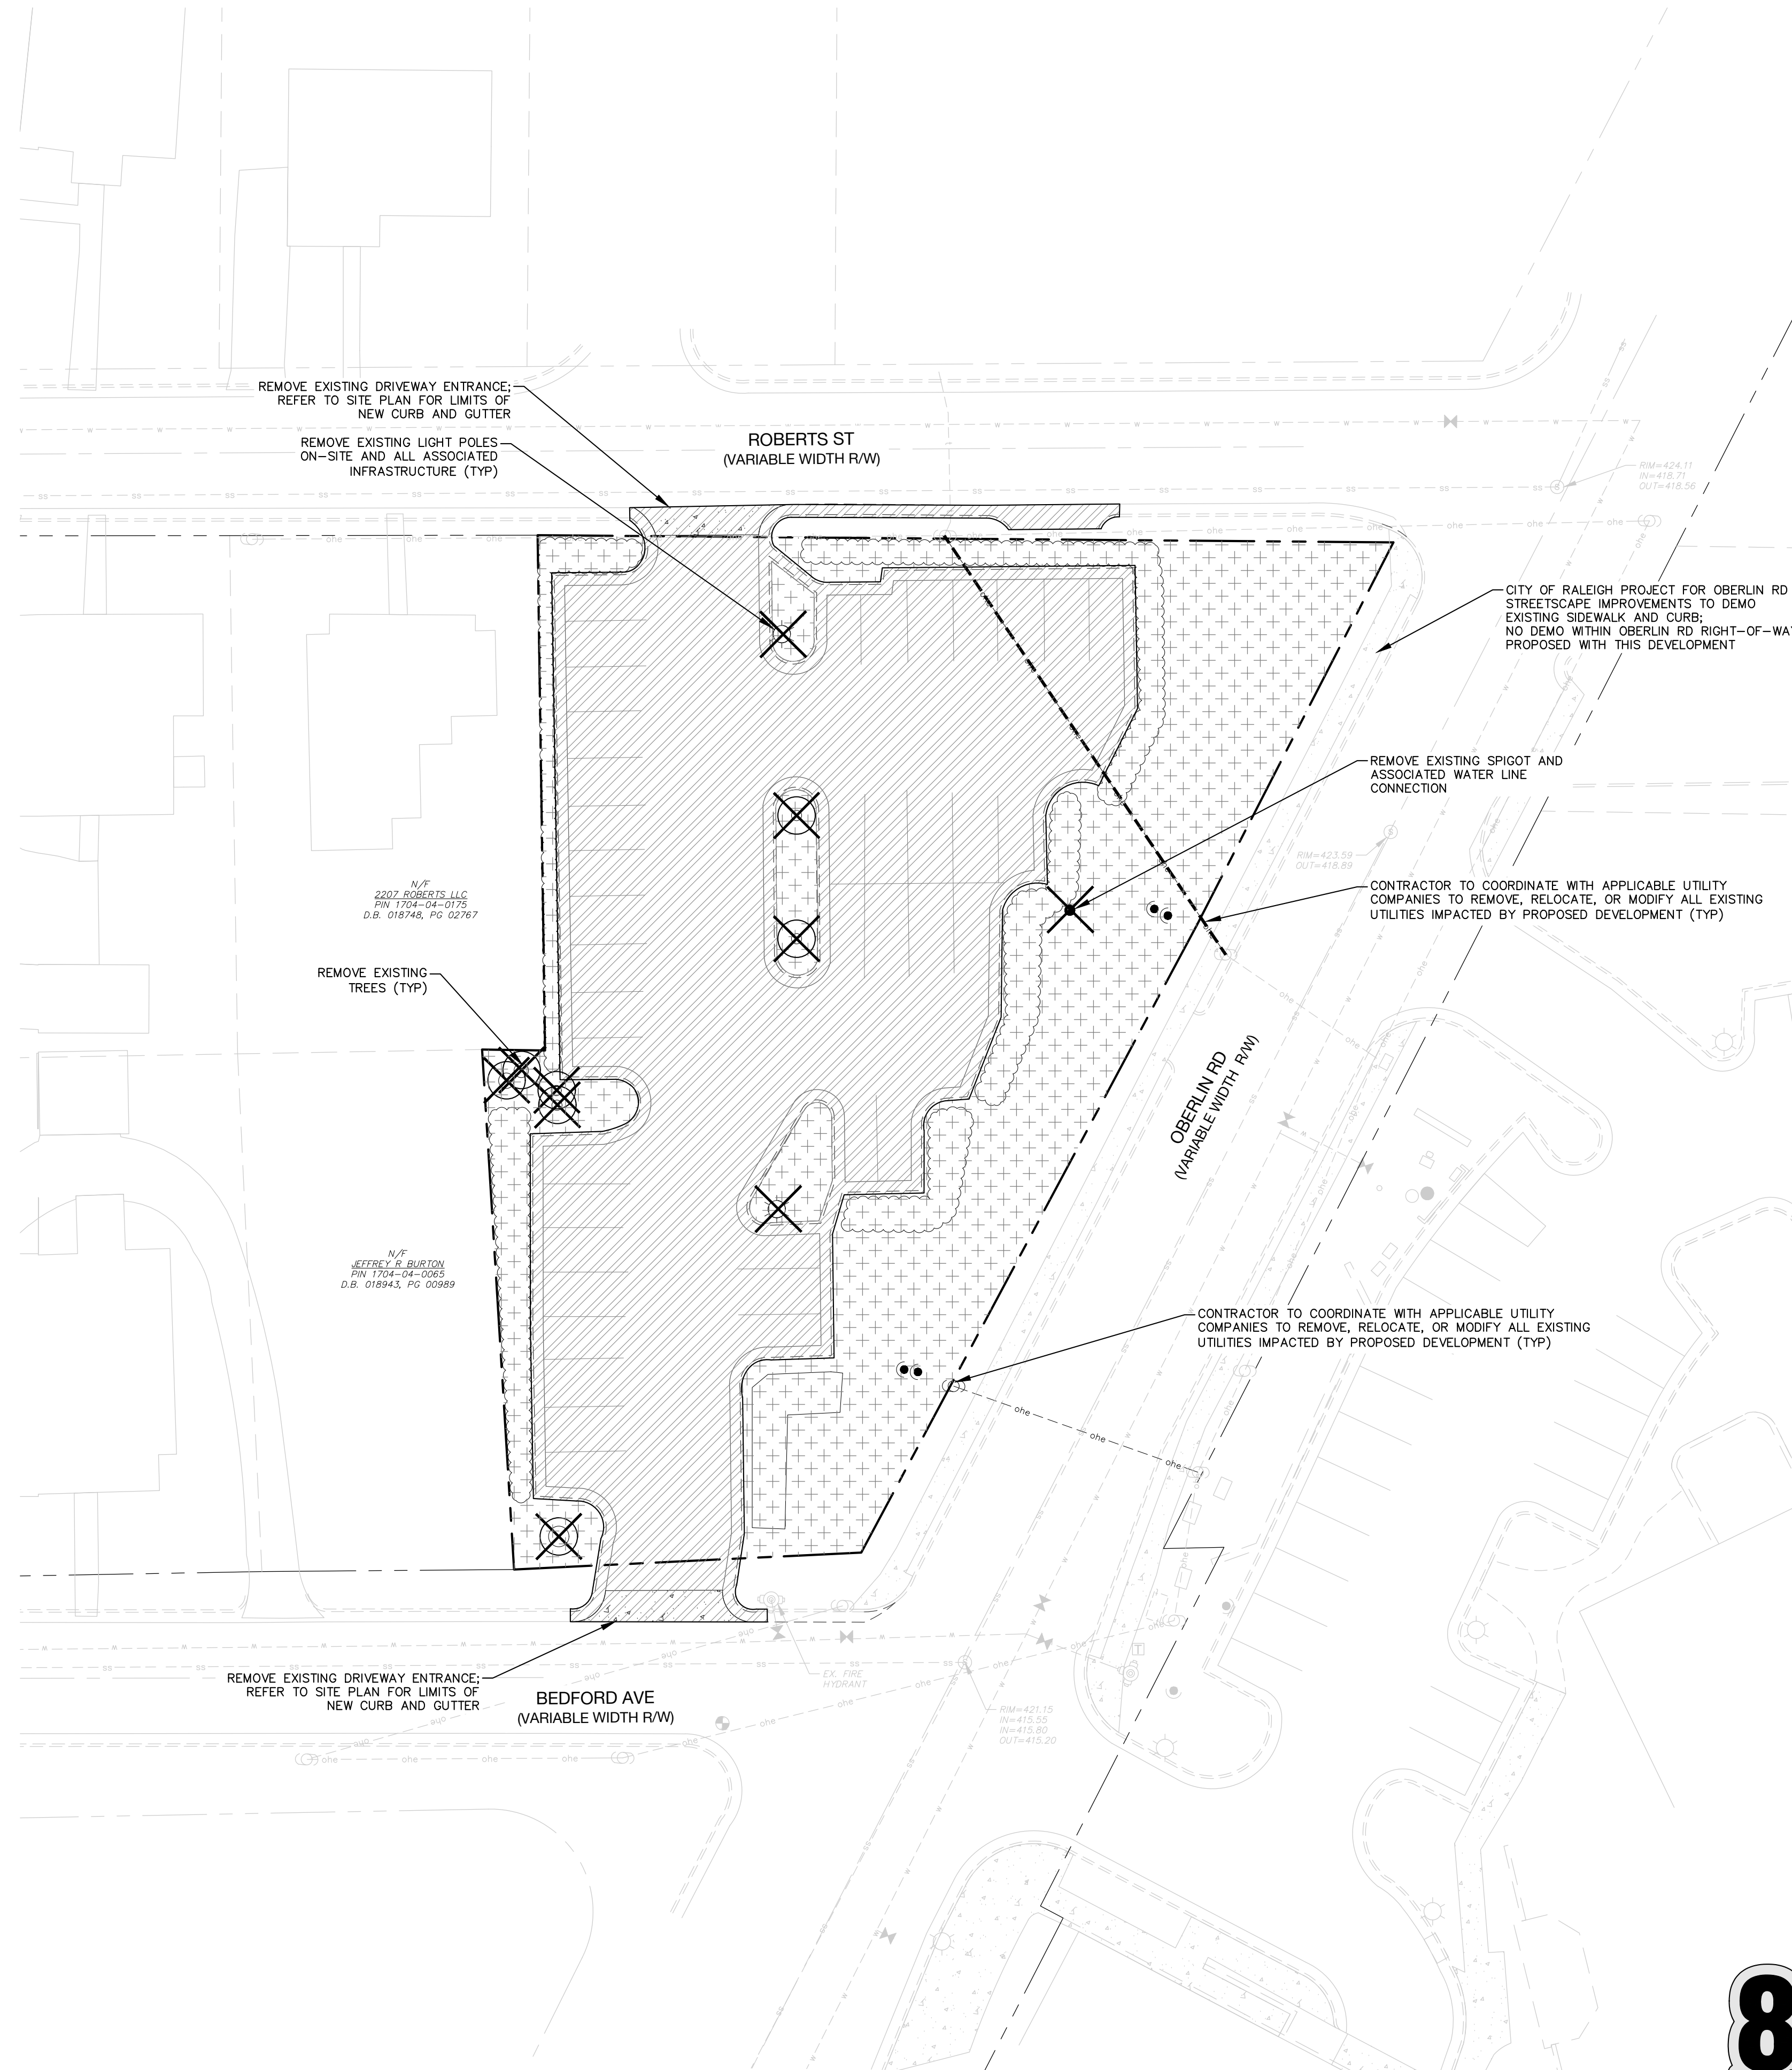 REMOVE EXISTING DRIVEWAY ENTRANCE;
REFER TO SITE PLAN FOR LIMITS OF
NEW CURB AND GUTTER
REMOVE EXISTING LIGHT POLES
ON-SITE AND ALL ASSOCIATED
INFRASTRUCTURE (TYP)
ROBERTS ST
(VARIABLE WIDTH R/W)
RIM=424.11
IN=418.71
OUT=418.56
CITY OF RALEIGH PROJECT FOR OBERLIN RD
STREETSCAPE IMPROVEMENTS TO DEMO
EXISTING SIDEWALK AND CURB;
NO DEMO WITHIN OBERLIN RD RIGHT-OF-WA
PROPOSED WITH THIS DEVELOPMENT
REMOVE EXISTING SPIGOT AND
ASSOCIATED WATER LINE
CONNECTION
RIM=423.59
OUT=418.89
CONTRACTOR TO COORDINATE WITH APPLICABLE UTILITY
COMPANIES TO REMOVE, RELOCATE, OR MODIFY ALL EXISTING
UTILITIES IMPACTED BY PROPOSED DEVELOPMENT (TYP)
N/F
2207 ROBERTS LLC
PIN 1704-04-0175
D.B. 018748, PG 02767
REMOVE EXISTING
TREES (TYP)
OBERLIN RD
(VARIABLE WIDTH R/W)
N/F
JEFFREY R BURTON
PIN 1704-04-0065
D.B. 018943, PG 00989
CONTRACTOR TO COORDINATE WITH APPLICABLE UTILITY
COMPANIES TO REMOVE, RELOCATE, OR MODIFY ALL EXISTING
UTILITIES IMPACTED BY PROPOSED DEVELOPMENT (TYP)
ohe
ohe
ohe
REMOVE EXISTING DRIVEWAY ENTRANCE;
REFER TO SITE PLAN FOR LIMITS OF
NEW CURB AND GUTTER
BEDFORD AVE
(VARIABLE WIDTH R/W)
EX. FIRE
HYDRANT
RIM=421.15
IN=415.55
IN=415.80
OUT=415.20
8